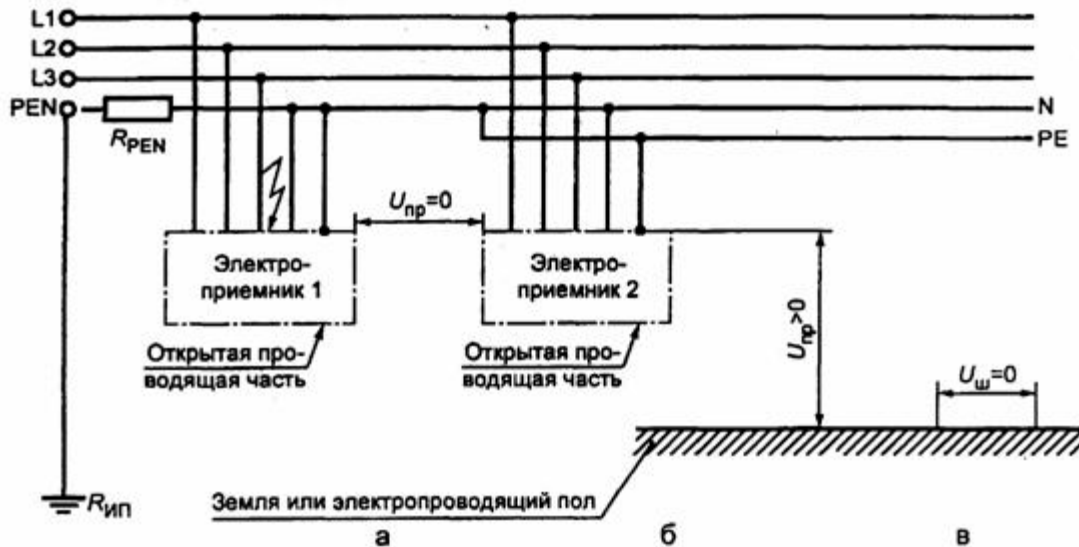 L1
L2
L3
PEN
R_PEN
N
PE
U_пр=0
Электро-
приемник 1
Электро-
приемник 2
U_пр>0
Открытая про-
водящая часть
Открытая про-
водящая часть
U_ш=0
R_ИП
Земля или электропроводящий пол
а
б
в